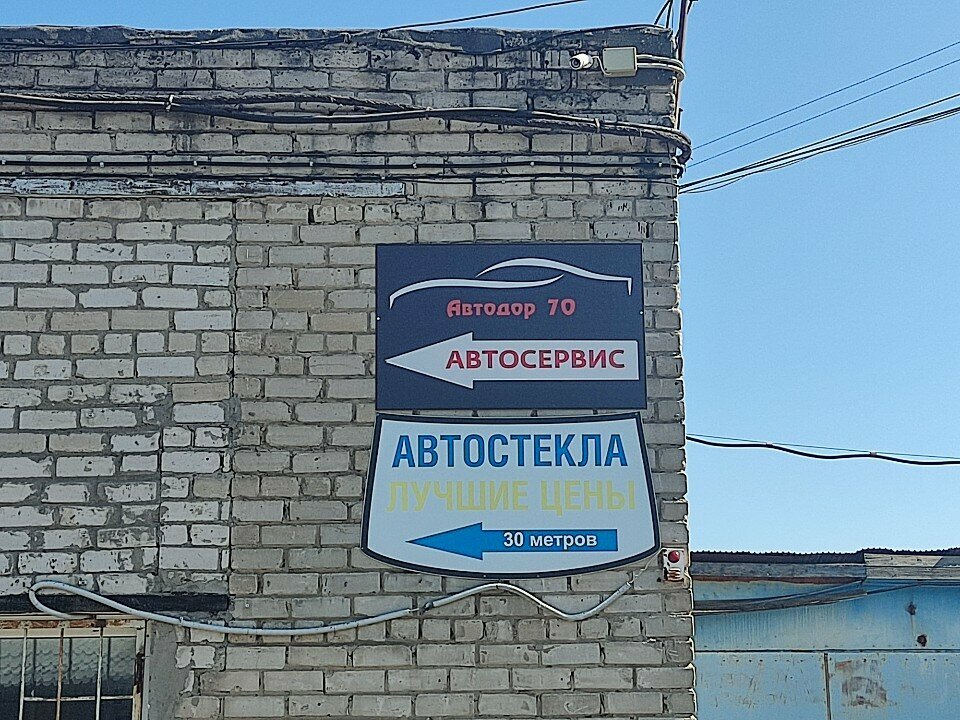 Автодор 70
АВТОСЕРВИС
АВТОСТЕКЛА
ЛУЧШИЕ ЦЕНЫ
30 метров